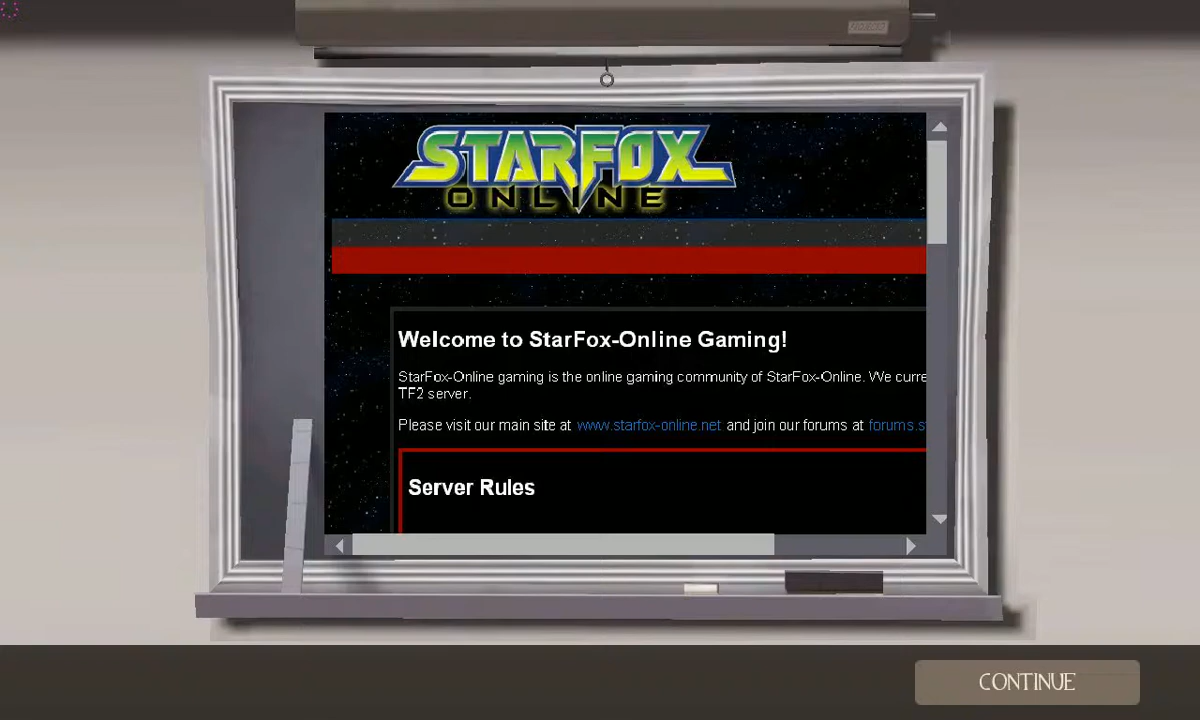 STARFOX
ONLINE
Welcome to StarFox-Online Gaming!
StarFox-Online gaming is the online gaming community of StarFox-Online. We curre
TF2 server.
Please visit our main site at www.starfox-online.net and join our forums at forums.s
Server Rules
CONTINUE